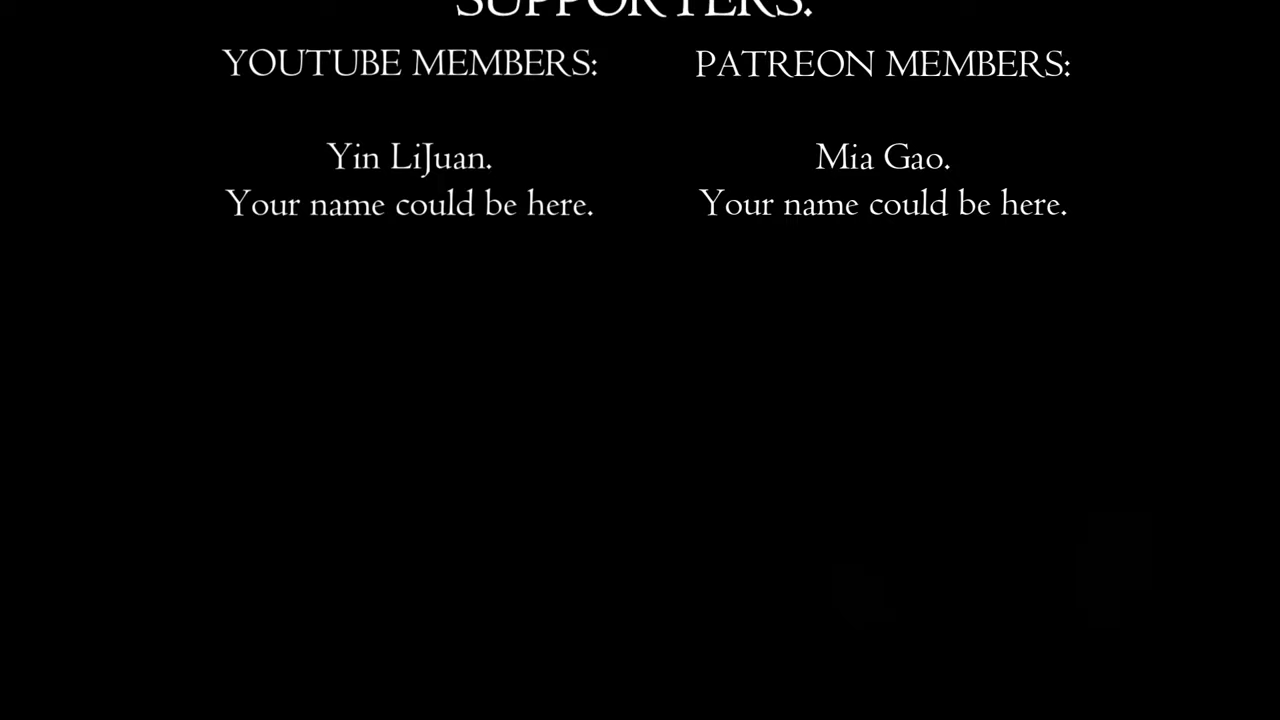 SUPPORTERS:
YOUTUBE MEMBERS:
Yin LiJuan.
Your name could be here.
PATREON MEMBERS:
Mia Gao.
Your name could be here.